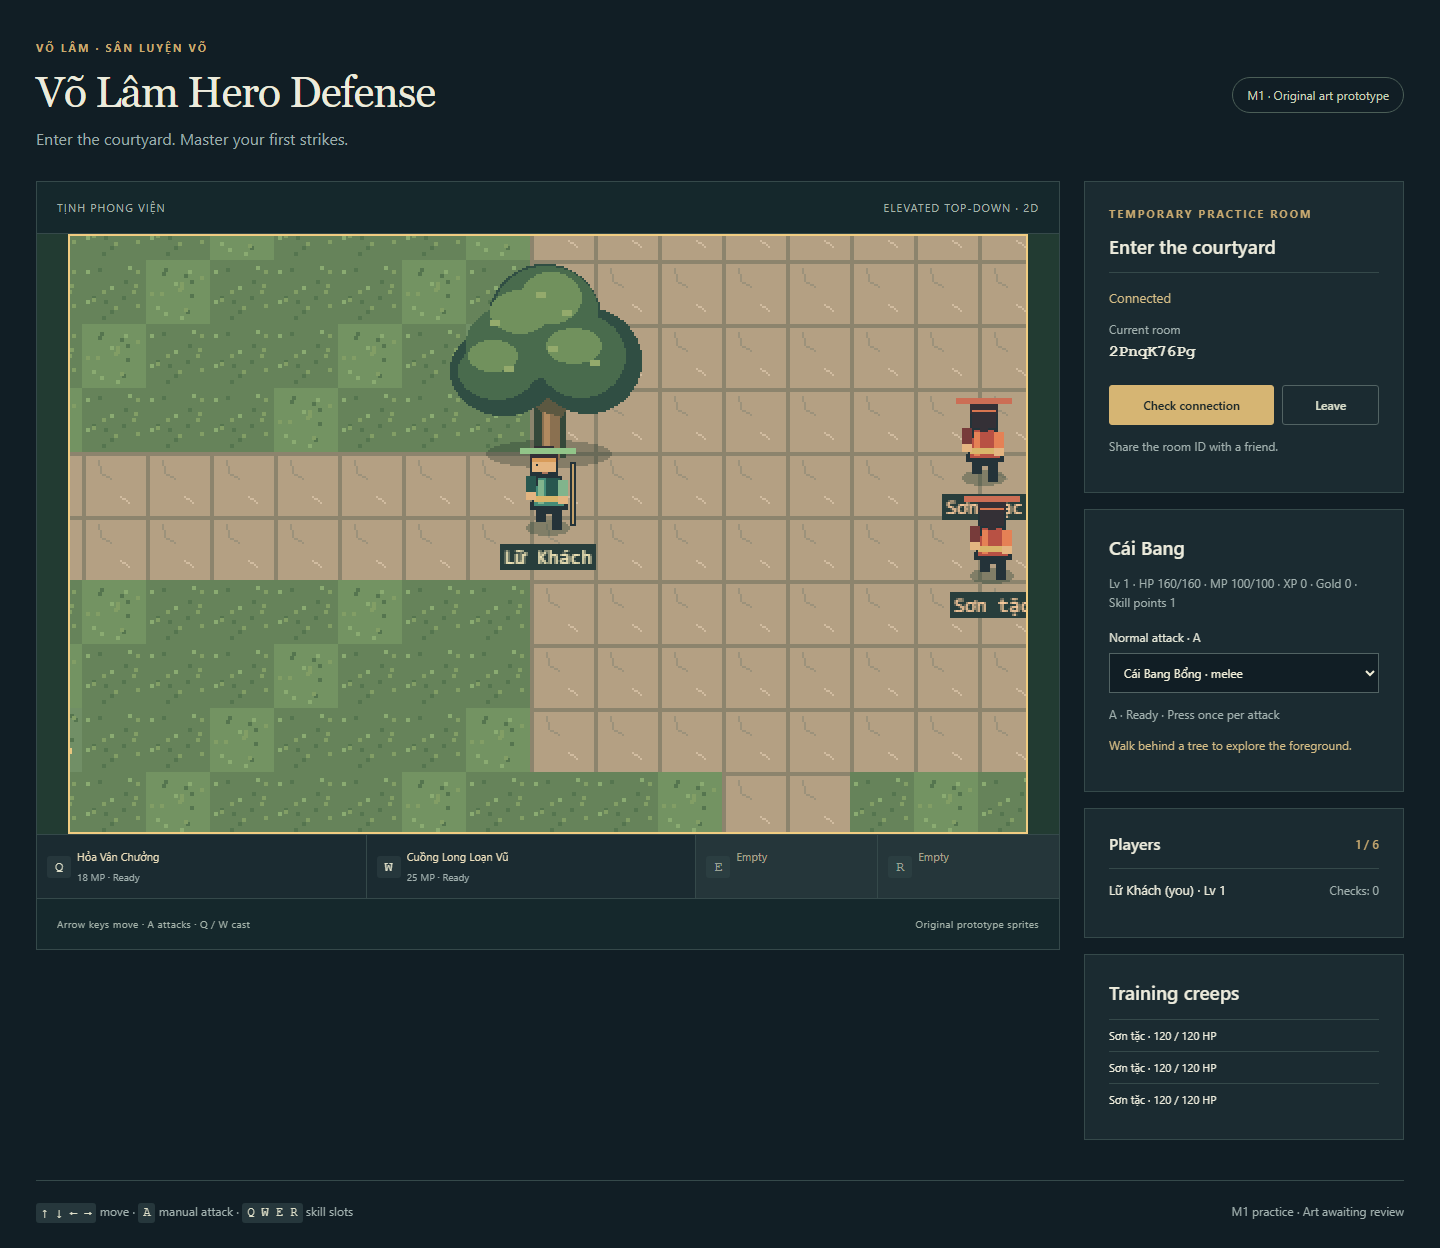 VÕ LÂM · SÂN LUYỆN VÕ
Võ Lâm Hero Defense
Enter the courtyard. Master your first strikes.
M1 · Original art prototype
TỊNH PHONG VIỆN
ELEVATED TOP-DOWN · 2D
Lữ Khách
Sơn tặc
Q
Hỏa Vân Chưởng
18 MP · Ready
W
Cuồng Long Loạn Vũ
25 MP · Ready
E
Empty
R
Empty
Arrow keys move · A attacks · Q / W cast
Original prototype sprites
TEMPORARY PRACTICE ROOM
Enter the courtyard
Connected
Current room
2PnqK76Pg
Check connection
Leave
Share the room ID with a friend.
Cái Bang
Lv 1 · HP 160/160 · MP 100/100 · XP 0 · Gold 0 ·
Skill points 1
Normal attack · A
Cái Bang Bổng · melee
A · Ready · Press once per attack
Walk behind a tree to explore the foreground.
Players
1 / 6
Lữ Khách (you) · Lv 1
Checks: 0
Training creeps
Sơn tặc · 120 / 120 HP
Sơn tặc · 120 / 120 HP
Sơn tặc · 120 / 120 HP
↑ ↓ ← → move · A manual attack · Q W E R skill slots
M1 practice · Art awaiting review